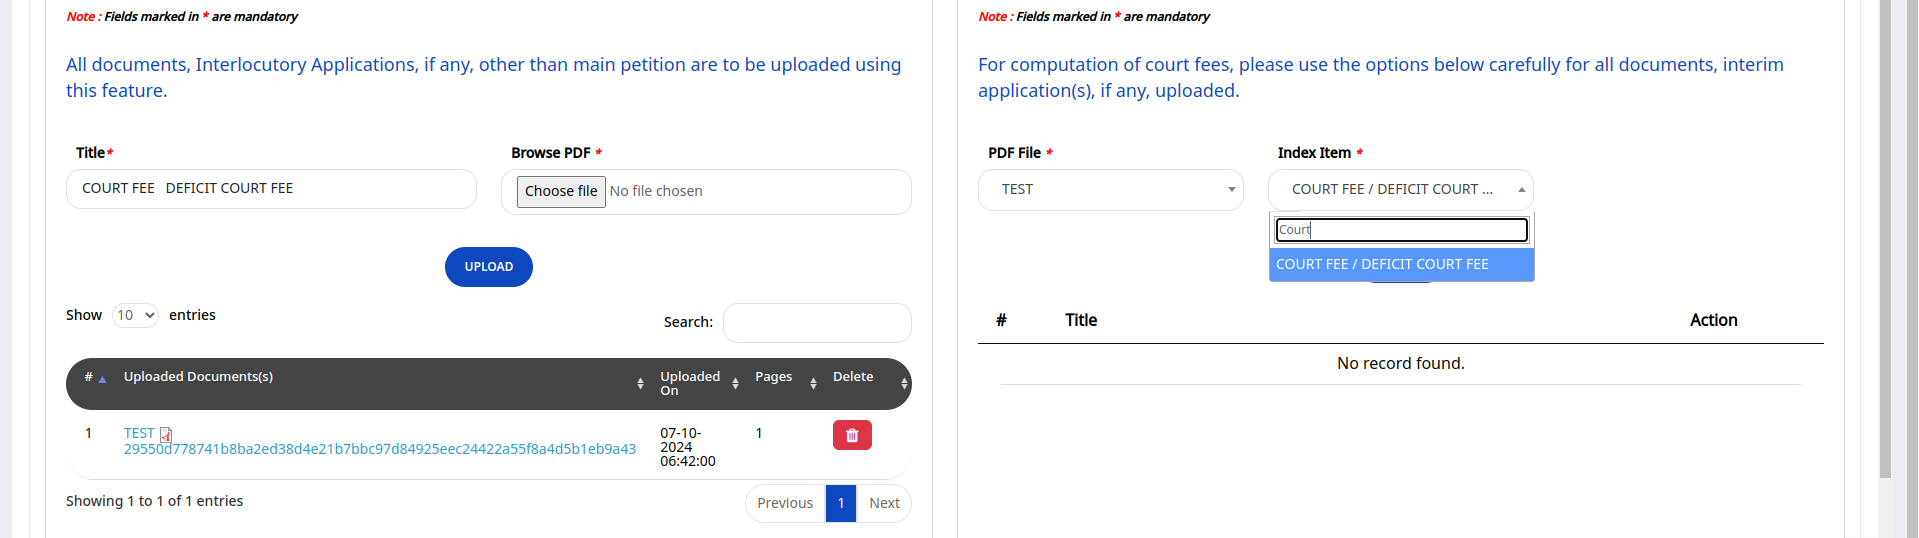 Note : Fields marked in * are mandatory
All documents, Interlocutory Applications, if any, other than main petition are to be uploaded using
this feature.
Title*
Browse PDF *
COURT FEE   DEFICIT COURT FEE
Choose file No file chosen
UPLOAD
Show 10 entries
Search:
# Uploaded Documents(s) Uploaded On Pages Delete
1 TEST 07-10-2024 06:42:00 1
29550d778741b8ba2ed38d4e21b7bbc97d84925eec24422a55f8a4d5b1eb9a43
Showing 1 to 1 of 1 entries
Previous 1 Next
Note : Fields marked in * are mandatory
For computation of court fees, please use the options below carefully for all documents, interim
application(s), if any, uploaded.
PDF File *
Index Item *
TEST
COURT FEE / DEFICIT COURT ...
Court
COURT FEE / DEFICIT COURT FEE
# Title Action
No record found.